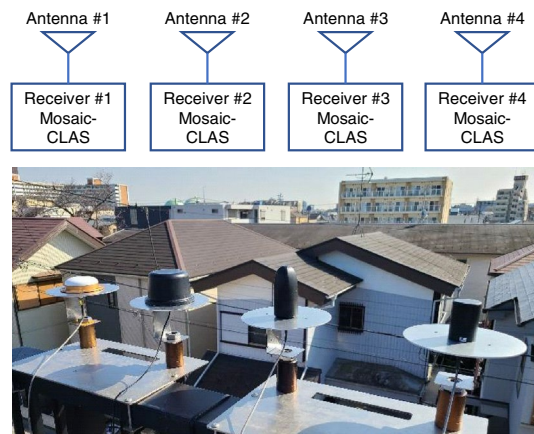 Antenna #1
Antenna #2
Antenna #3
Antenna #4
Receiver #1
Mosaic-
CLAS
Receiver #2
Mosaic-
CLAS
Receiver #3
Mosaic-
CLAS
Receiver #4
Mosaic-
CLAS